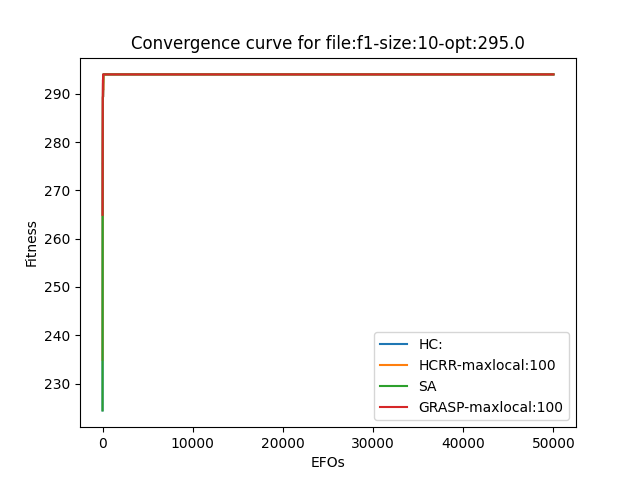 Convergence curve for file:f1-size:10-opt:295.0
Fitness
290
280
270
260
250
240
230
HC:
HCRR-maxlocal:100
SA
GRASP-maxlocal:100
0 10000 20000 30000 40000 50000
EFOs